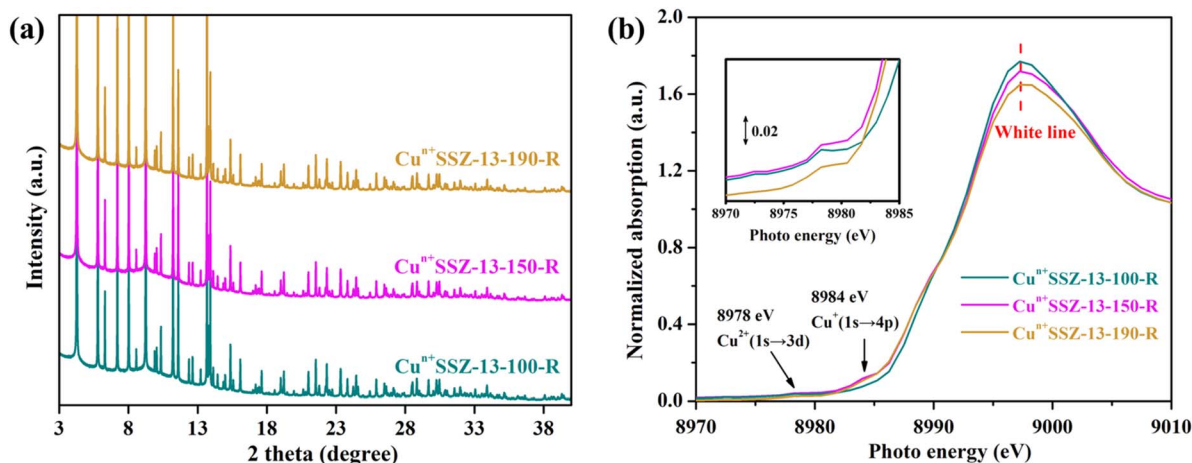 (a)
Intensity (a.u.)
Cuⁿ⁺SSZ-13-190-R
Cuⁿ⁺SSZ-13-150-R
Cuⁿ⁺SSZ-13-100-R
3 8 13 18 23 28 33 38
2 theta (degree)
(b)
Normalized absorption (a.u.)
2.0
1.6
1.2
0.8
0.4
0.0
0.02
8970 8975 8980 8985
Photo energy (eV)
White line
Cuⁿ⁺SSZ-13-100-R
Cuⁿ⁺SSZ-13-150-R
Cuⁿ⁺SSZ-13-190-R
8978 eV
Cu²⁺(1s→3d)
8984 eV
Cu⁺(1s→4p)
8970 8980 8990 9000 9010
Photo energy (eV)